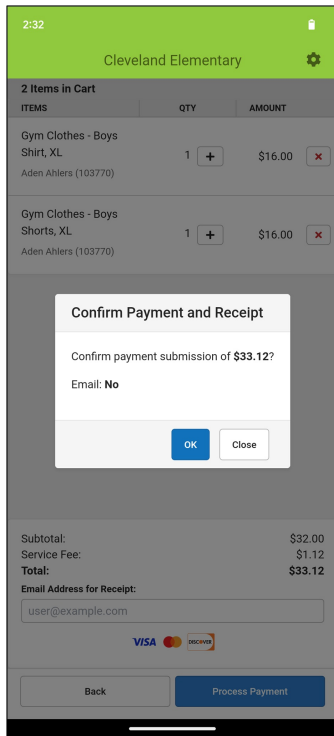 2:32
Cleveland Elementary
2 Items in Cart
ITEMS QTY AMOUNT
Gym Clothes - Boys
Shirt, XL
1 + $16.00 ×
Aden Ahlers (103770)
Gym Clothes - Boys
Shorts, XL
1 + $16.00 ×
Aden Ahlers (103770)
Confirm Payment and Receipt
Confirm payment submission of $33.12?
Email: No
OK Close
Subtotal: $32.00
Service Fee: $1.12
Total: $33.12
Email Address for Receipt:
user@example.com
VISA DISCOVER
Back Process Payment